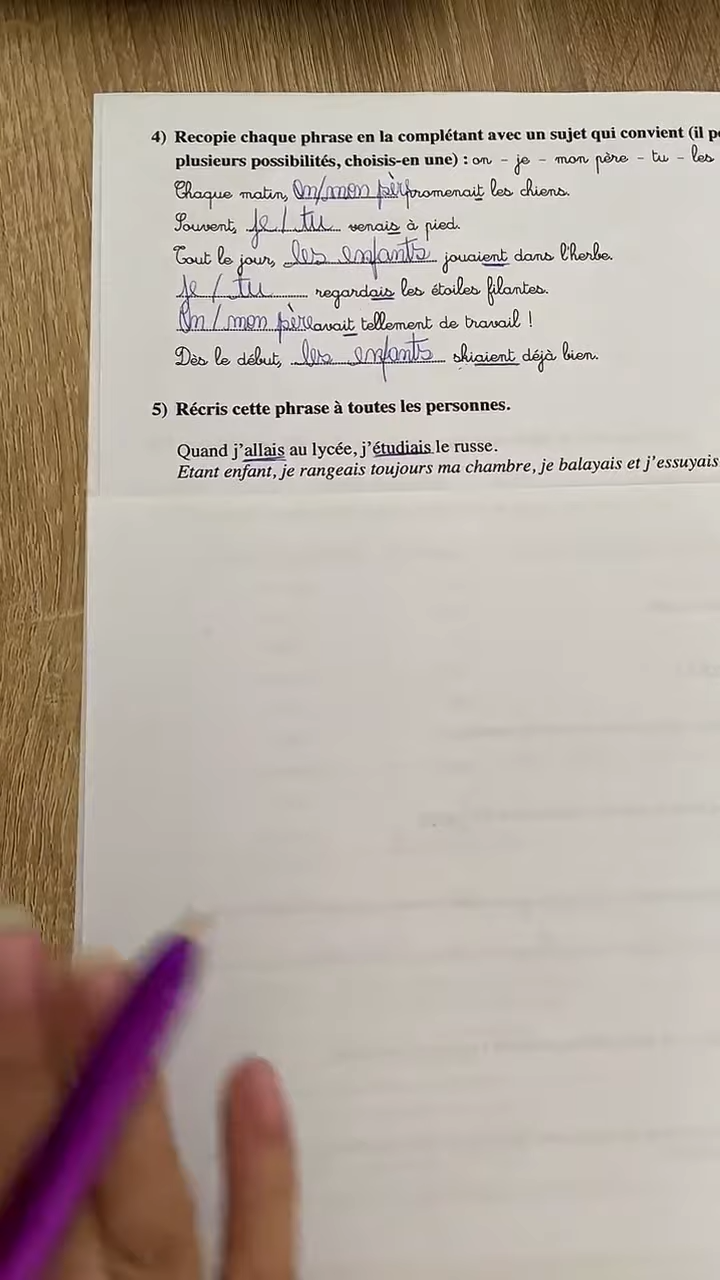 4) Recopie chaque phrase en la complétant avec un sujet qui convient (il
plusieurs possibilités, choisis-en une) : on - je - mon père - tu - les
Chaque matin, On/mon père promenait les chiens.
Souvent, je / tu venais à pied.
Tout le jour, les enfants jouaient dans l'herbe.
je / tu regardais les étoiles filantes.
On / mon père avait tellement de travail !
Dès le début, les enfants skiaient déjà bien.
5) Récris cette phrase à toutes les personnes.
Quand j'allais au lycée, j'étudiais le russe.
Etant enfant, je rangeais toujours ma chambre, je balayais et j'essuyais